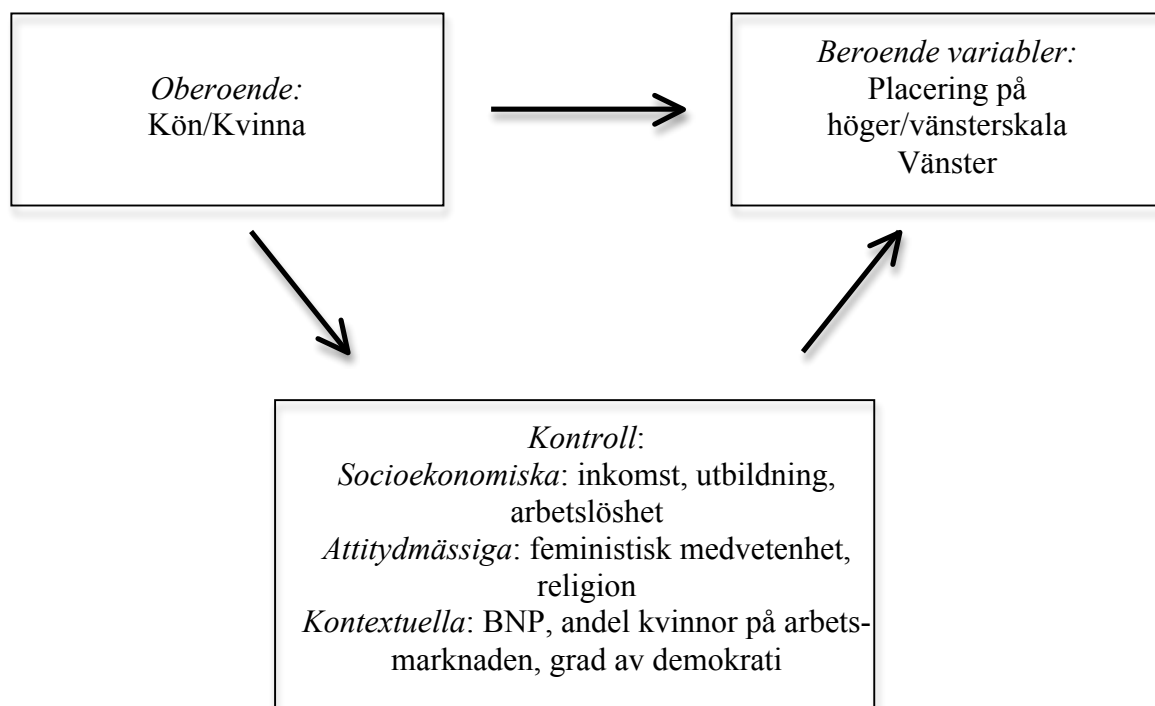 Oberoende:
Kön/Kvinna
Beroende variabler:
Placering på
höger/vänsterskala
Vänster
Kontroll:
Socioekonomiska: inkomst, utbildning,
arbetslöshet
Attitydmässiga: feministisk medvetenhet,
religion
Kontextuella: BNP, andel kvinnor på arbets-
marknaden, grad av demokrati